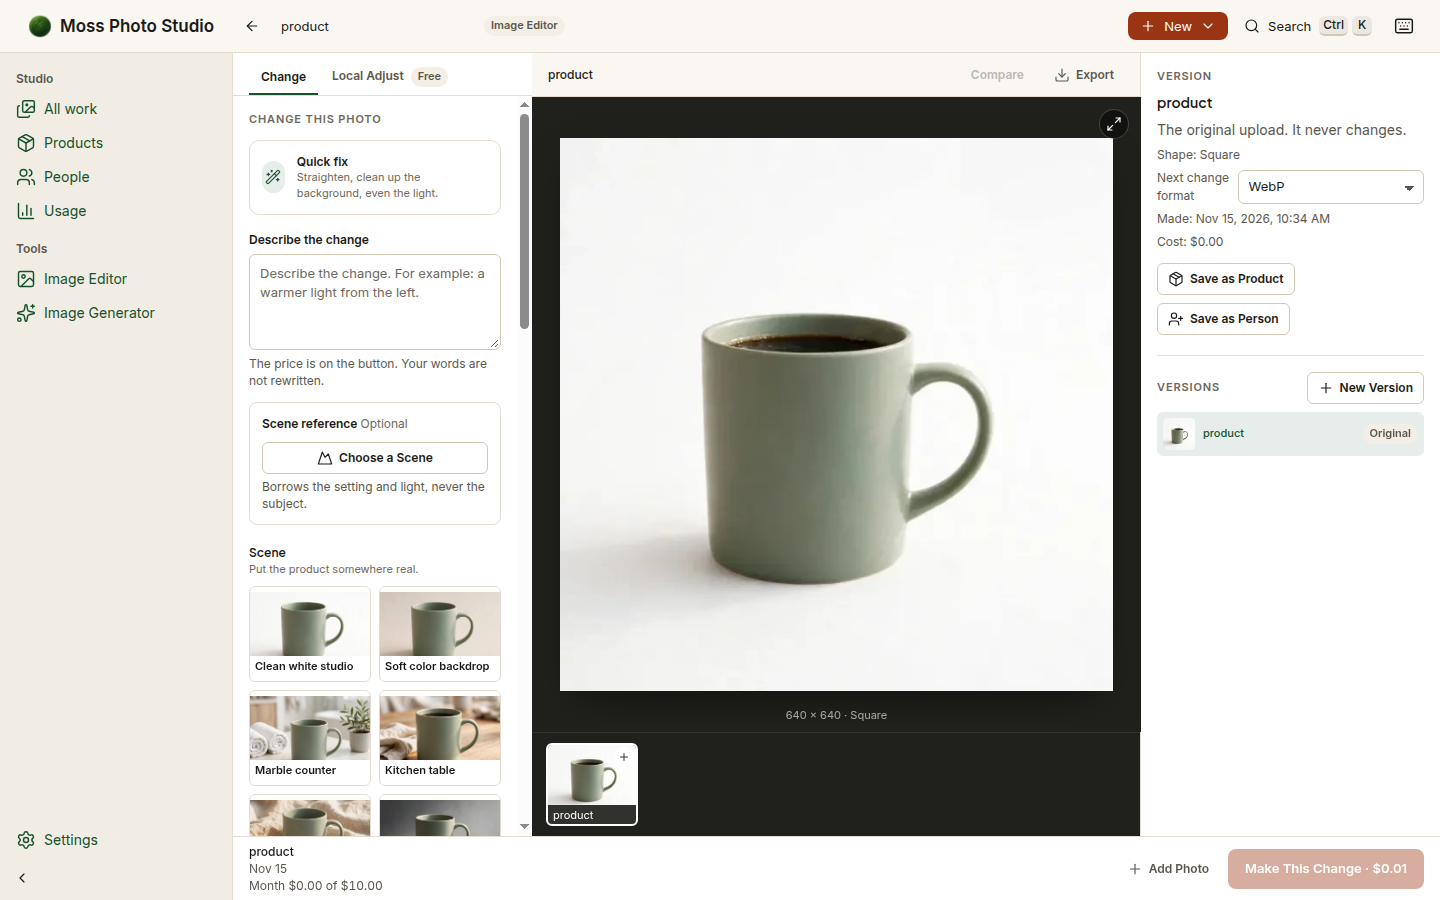 Moss Photo Studio
product
Image Editor
New
Search
Ctrl
K
Studio
All work
Products
People
Usage
Tools
Image Editor
Image Generator
Settings
Change
Local Adjust
Free
CHANGE THIS PHOTO
Quick fix
Straighten, clean up the
background, even the light.
Describe the change
Describe the change. For example: a
warmer light from the left.
The price is on the button. Your words are
not rewritten.
Scene reference Optional
Choose a Scene
Borrows the setting and light, never the
subject.
Scene
Put the product somewhere real.
Clean white studio
Soft color backdrop
Marble counter
Kitchen table
product
Compare
Export
640 × 640 · Square
product
VERSION
product
The original upload. It never changes.
Shape: Square
Next change
format
WebP
Made: Nov 15, 2026, 10:34 AM
Cost: $0.00
Save as Product
Save as Person
VERSIONS
New Version
product
Original
product
Nov 15
Month $0.00 of $10.00
Add Photo
Make This Change · $0.01